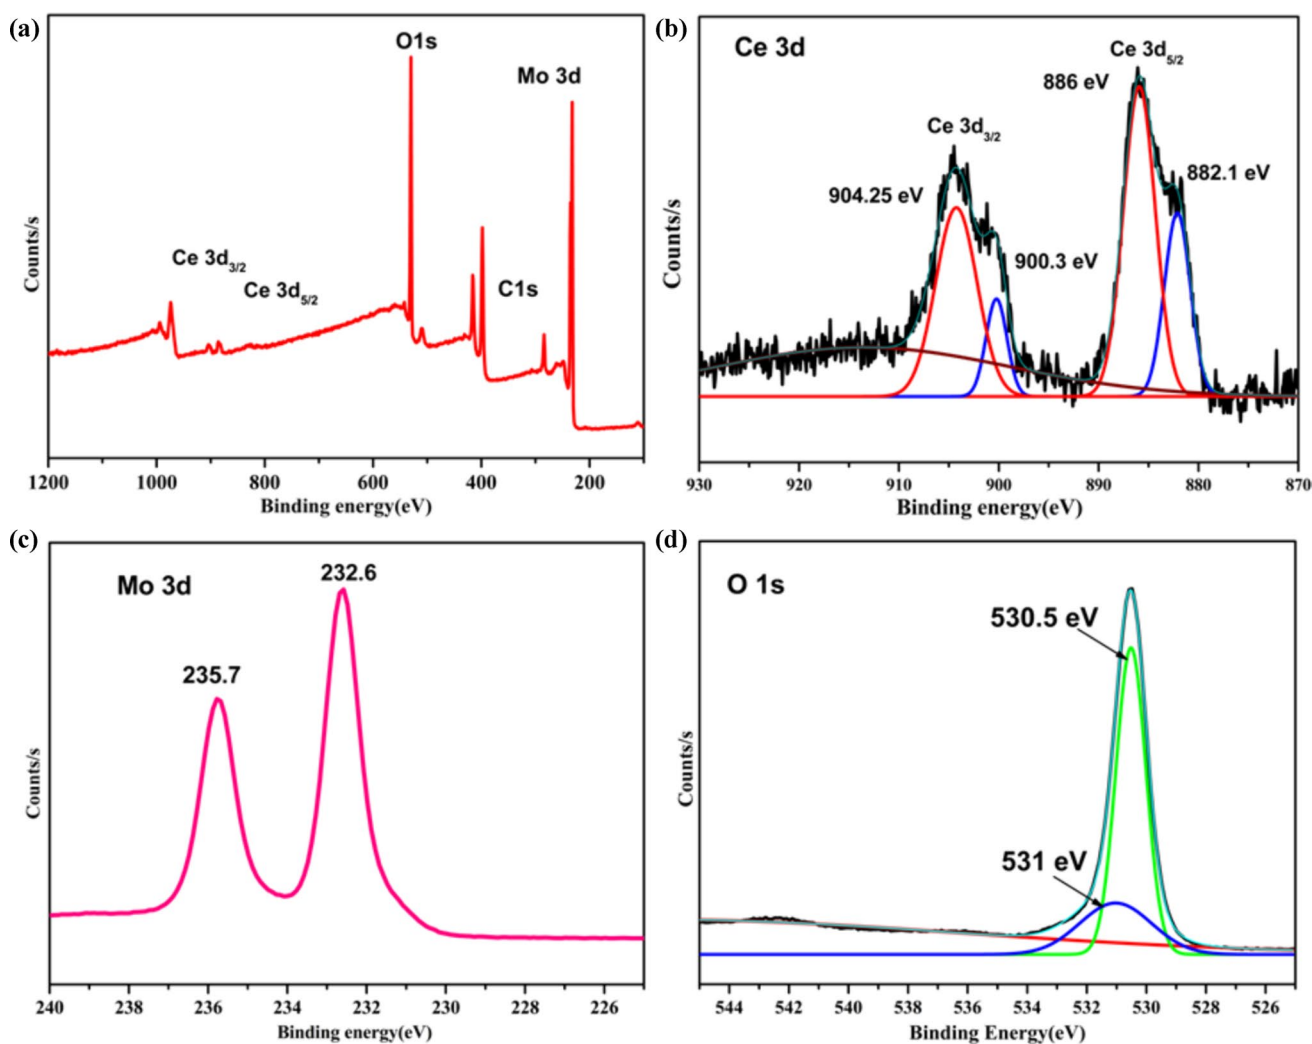 (a)
O1s
Mo 3d
Ce 3d3/2
Ce 3d5/2
C1s
Counts/s
1200 1000 800 600 400 200
Binding energy(eV)
(b)
Ce 3d
Ce 3d5/2
886 eV
Ce 3d3/2
882.1 eV
904.25 eV
900.3 eV
Counts/s
930 920 910 900 890 880 870
Binding energy(eV)
(c)
Mo 3d
232.6
235.7
Counts/s
240 238 236 234 232 230 228 226
Binding energy(eV)
(d)
O 1s
530.5 eV
531 eV
Counts/s
544 542 540 538 536 534 532 530 528 526
Binding Energy(eV)